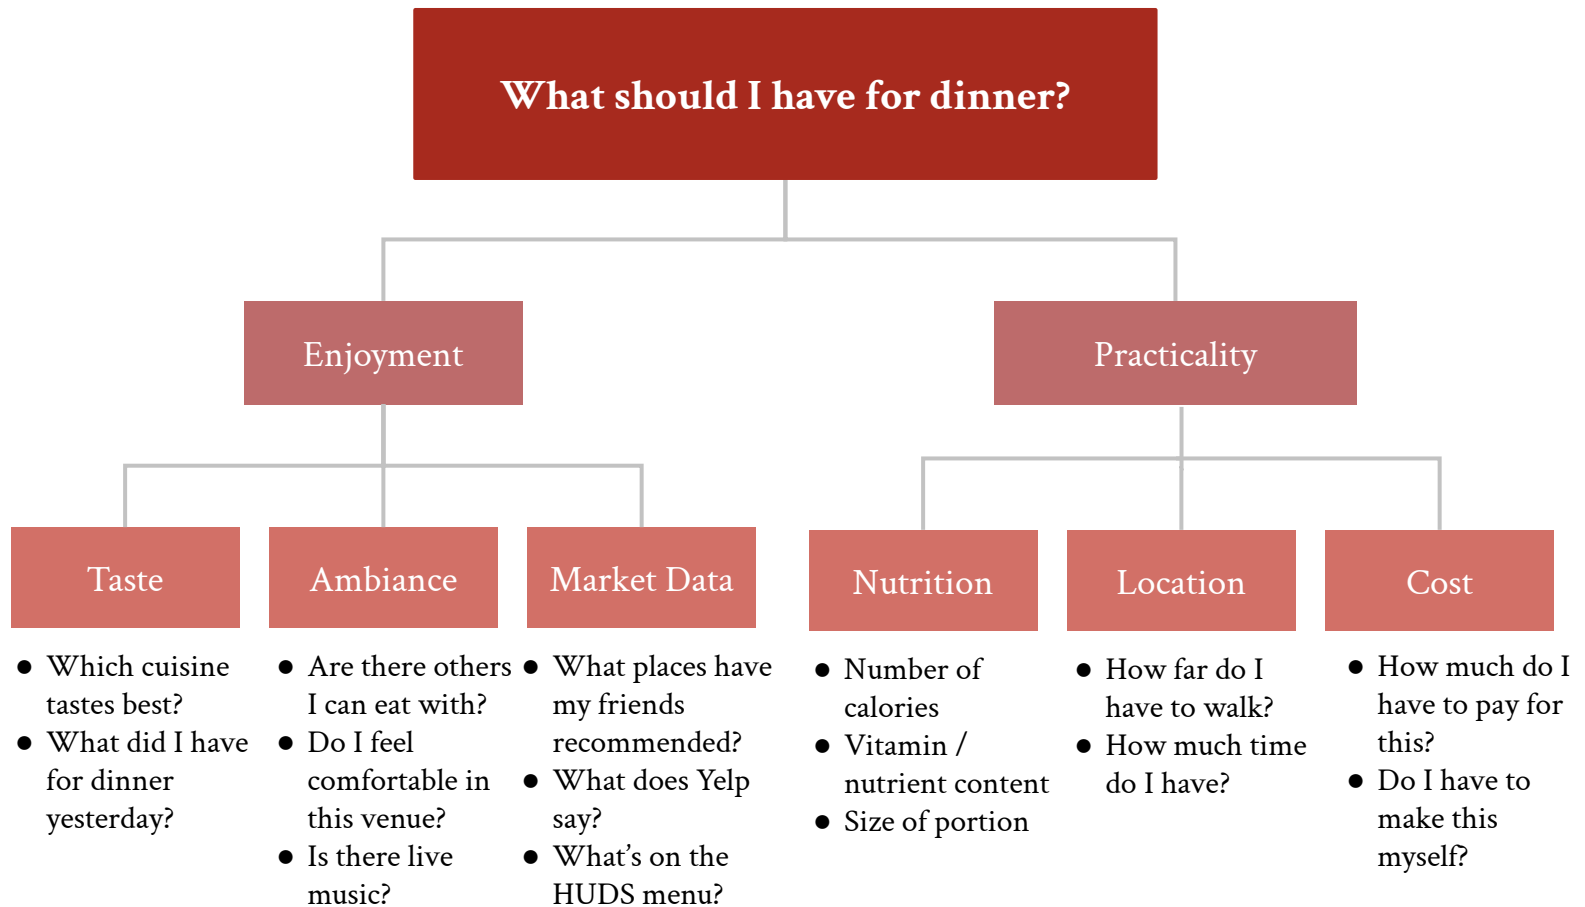 What should I have for dinner?
Enjoyment
Practicality
Taste
Ambiance
Market Data
Nutrition
Location
Cost
● Which cuisine
tastes best?
● What did I have
for dinner
yesterday?
● Are there others
I can eat with?
● Do I feel
comfortable in
this venue?
● Is there live
music?
● What places have
my friends
recommended?
● What does Yelp
say?
● What’s on the
HUDS menu?
● Number of
calories
● Vitamin /
nutrient content
● Size of portion
● How far do I
have to walk?
● How much time
do I have?
● How much do I
have to pay for
this?
● Do I have to
make this
myself?